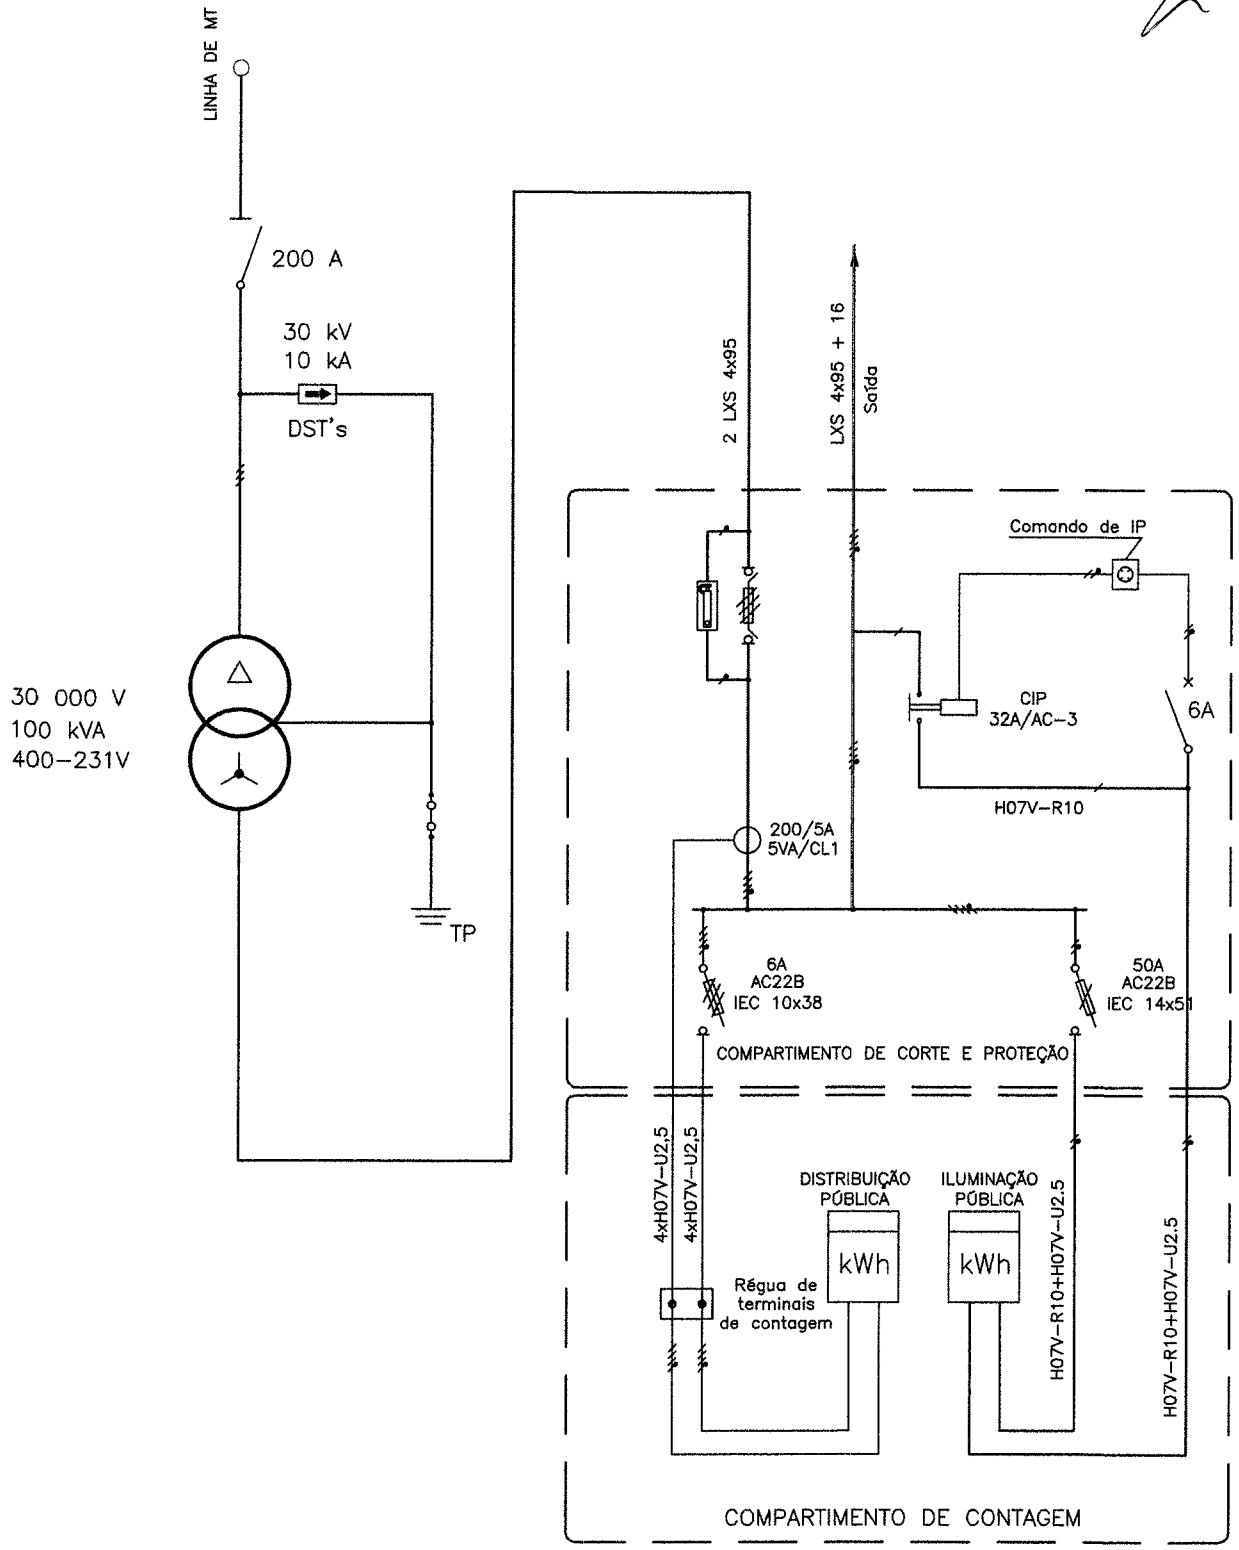 LINHA DE MT
200 A
30 kV
10 kA
DST's
30 000 V
100 kVA
400-231V
TP
2 LXS 4x95
LXS 4x95 + 16
Saída
Comando de IP
CIP
32A/AC-3
6A
H07V-R10
200/5A
5VA/CL1
6A
AC22B
IEC 10x38
50A
AC22B
IEC 14x51
COMPARTIMENTO DE CORTE E PROTEÇÃO
4xH07V-U2,5
4xH07V-U2,5
DISTRIBUIÇÃO
PÚBLICA
kWh
ILUMINAÇÃO
PÚBLICA
kWh
H07V-R10+H07V-U2.5
H07V-R10+H07V-U2.5
Régua de
terminais
de contagem
COMPARTIMENTO DE CONTAGEM